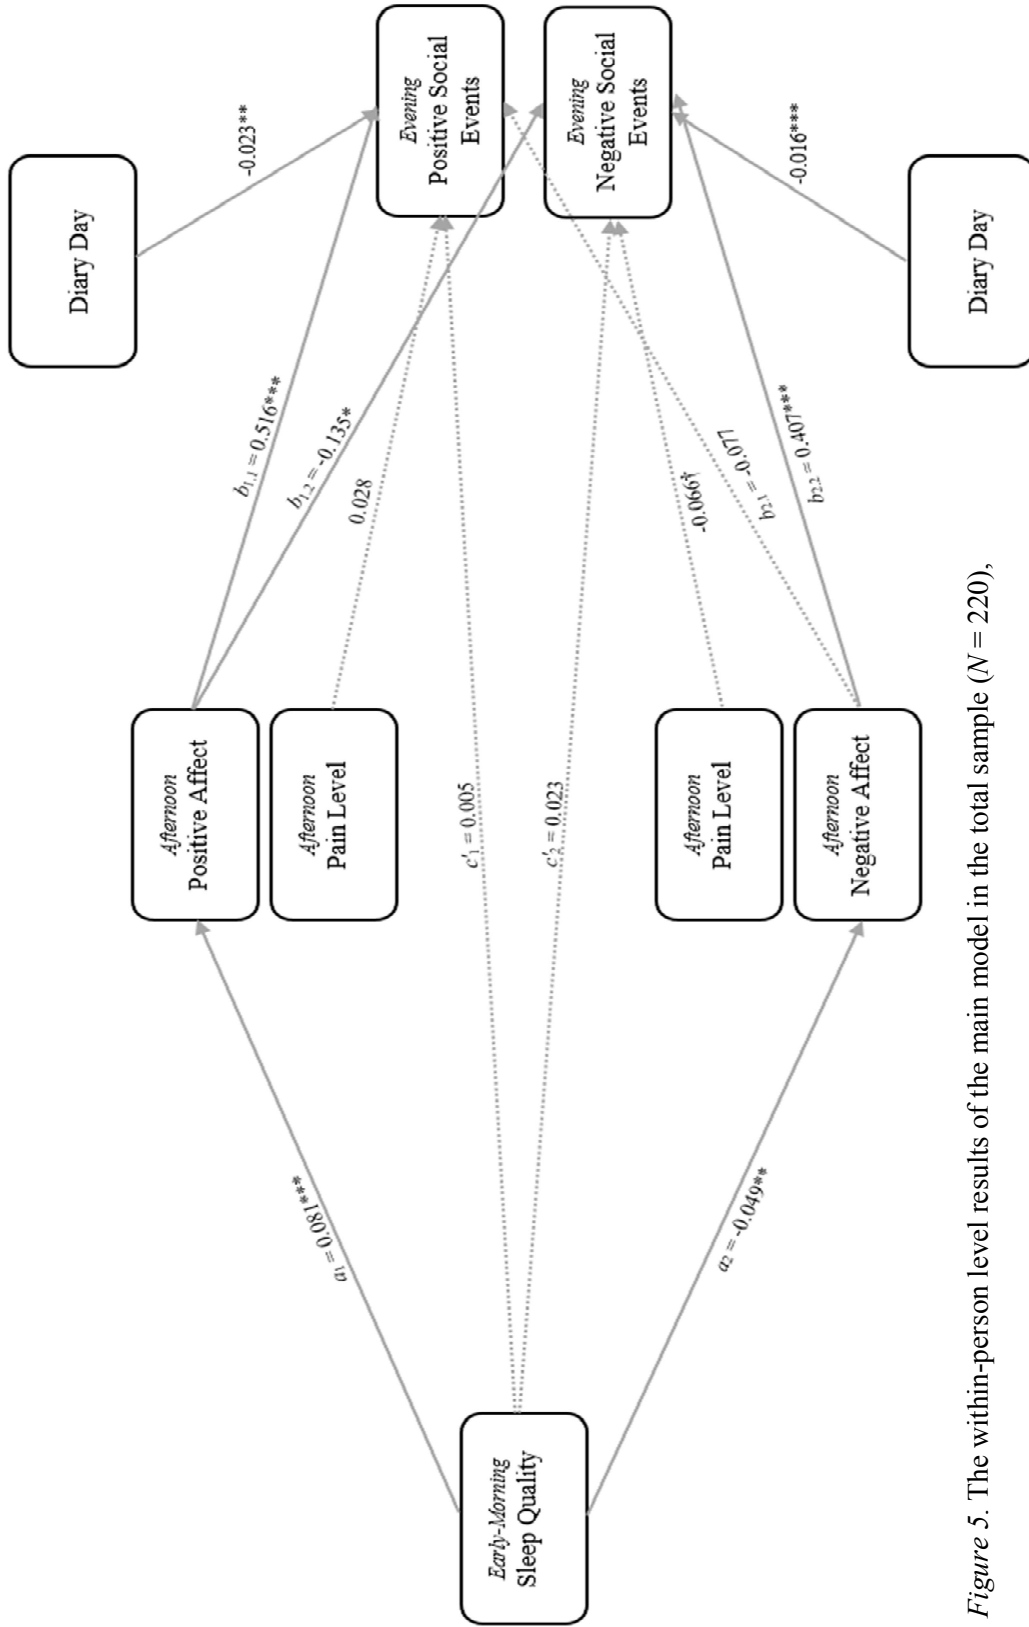 Diary Day
-0.023**
Evening
Positive Social
Events
b1.1 = 0.516***
b1.2 = -0.135*
Afternoon
Positive Affect
0.028
Afternoon
Pain Level
a1 = 0.081***
c'1 = 0.005
Early-Morning
Sleep Quality
c'2 = 0.023
Evening
Negative Social
Events
Afternoon
Pain Level
-0.066†
b2.1 = -0.077
Afternoon
Negative Affect
b2.2 = 0.407***
a2 = -0.049**
-0.016***
Diary Day
Figure 5. The within-person level results of the main model in the total sample (N = 220),